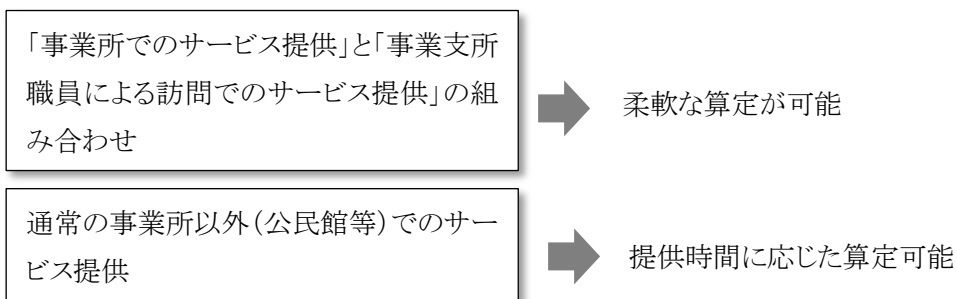 「事業所でのサービス提供」と「事業支所
職員による訪問でのサービス提供」の組
み合わせ
柔軟な算定が可能
通常の事業所以外(公民館等)でのサー
ビス提供
提供時間に応じた算定可能